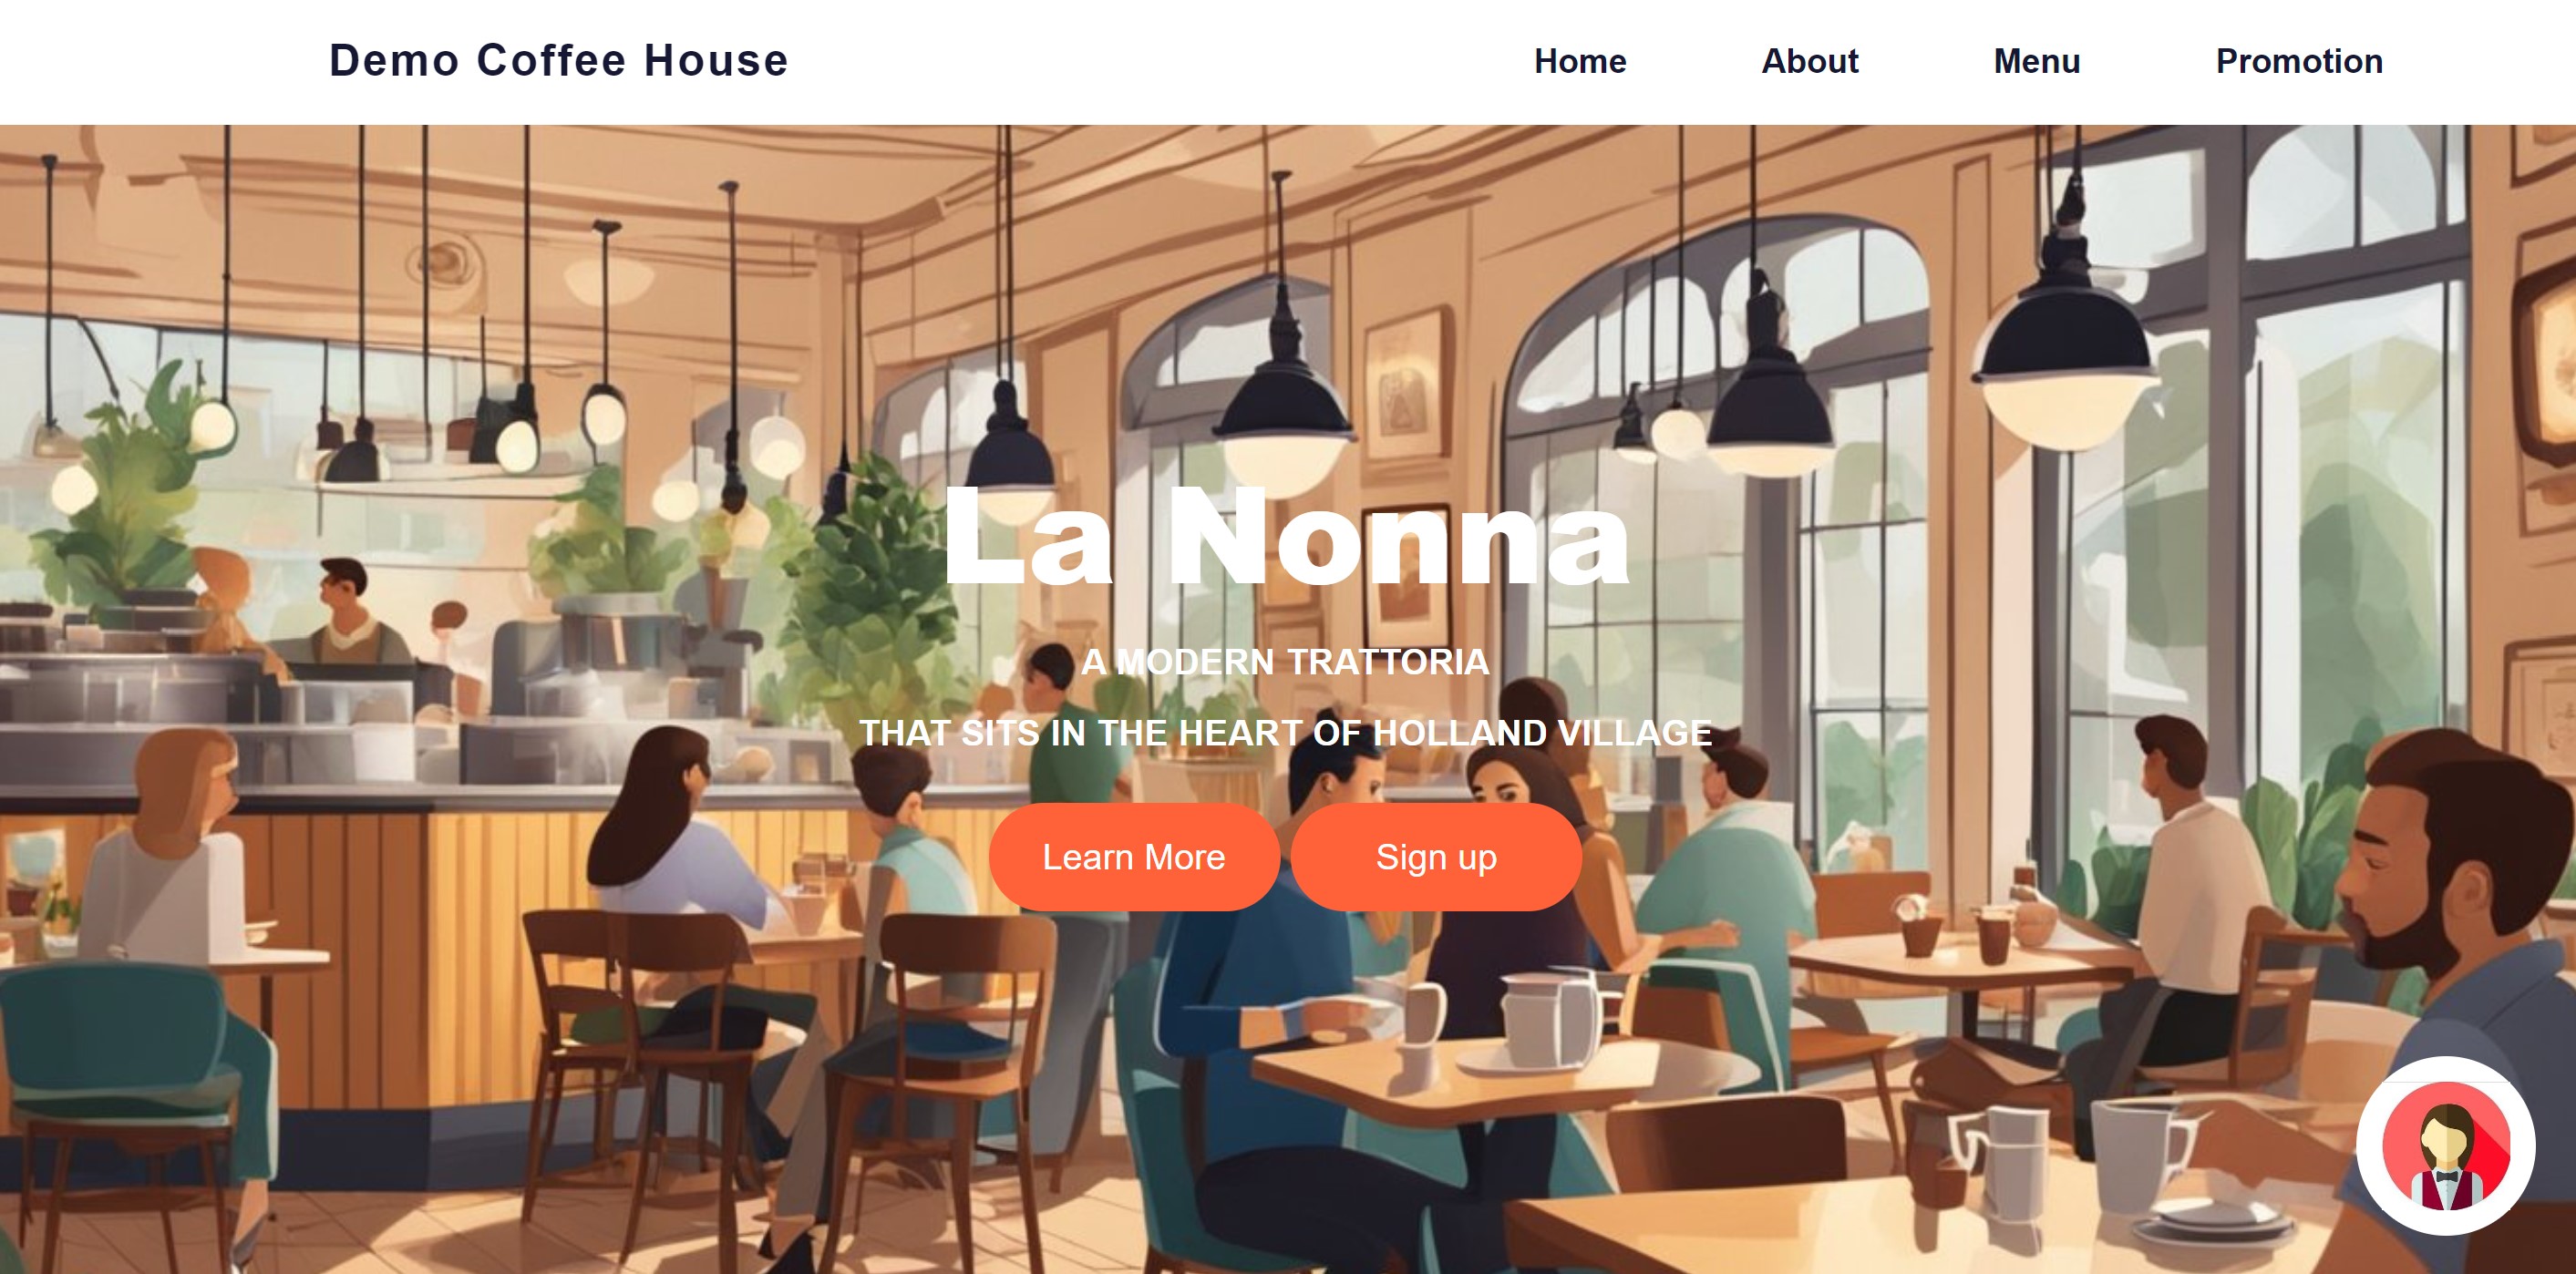 Demo Coffee House
Home About Menu Promotion
La Nonna
A MODERN TRATTORIA
THAT SITS IN THE HEART OF HOLLAND VILLAGE
Learn More Sign up